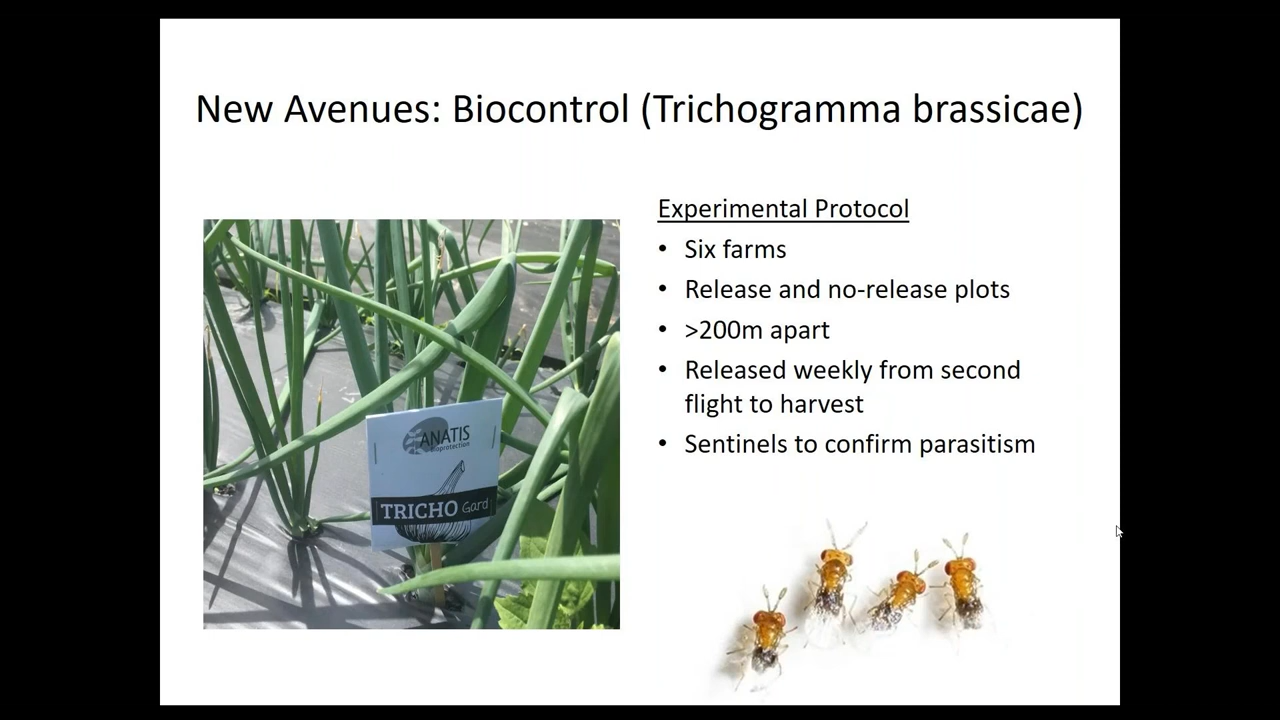 New Avenues: Biocontrol (Trichogramma brassicae)
Experimental Protocol
• Six farms
• Release and no-release plots
• >200m apart
• Released weekly from second
flight to harvest
• Sentinels to confirm parasitism
ANATIS
bioprotection
TRICHO Gard